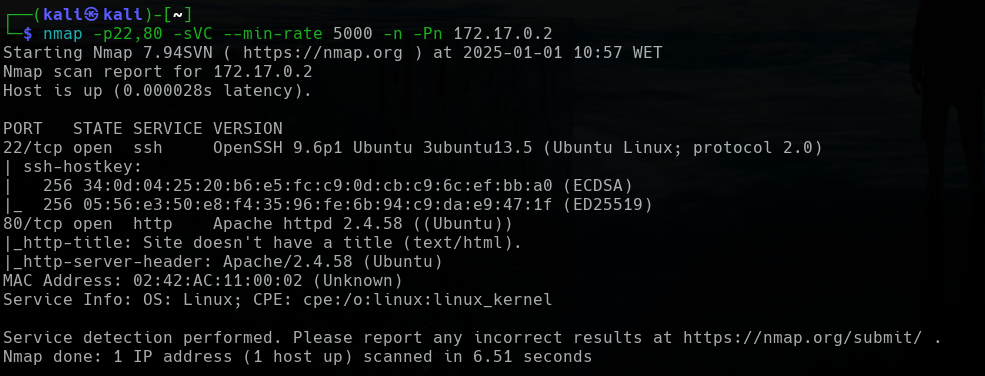 ┌──(kali㉿kali)-[~]
└─$ nmap -p22,80 -sVC --min-rate 5000 -n -Pn 172.17.0.2
Starting Nmap 7.94SVN ( https://nmap.org ) at 2025-01-01 10:57 WET
Nmap scan report for 172.17.0.2
Host is up (0.000028s latency).

PORT   STATE SERVICE VERSION
22/tcp open  ssh     OpenSSH 9.6p1 Ubuntu 3ubuntu13.5 (Ubuntu Linux; protocol 2.0)
| ssh-hostkey:
|   256 34:0d:04:25:20:b6:e5:fc:c9:0d:cb:c9:6c:ef:bb:a0 (ECDSA)
|_  256 05:56:e3:50:e8:f4:35:96:fe:6b:94:c9:da:e9:47:1f (ED25519)
80/tcp open  http    Apache httpd 2.4.58 ((Ubuntu))
|_http-title: Site doesn't have a title (text/html).
|_http-server-header: Apache/2.4.58 (Ubuntu)
MAC Address: 02:42:AC:11:00:02 (Unknown)
Service Info: OS: Linux; CPE: cpe:/o:linux:linux_kernel

Service detection performed. Please report any incorrect results at https://nmap.org/submit/ .
Nmap done: 1 IP address (1 host up) scanned in 6.51 seconds